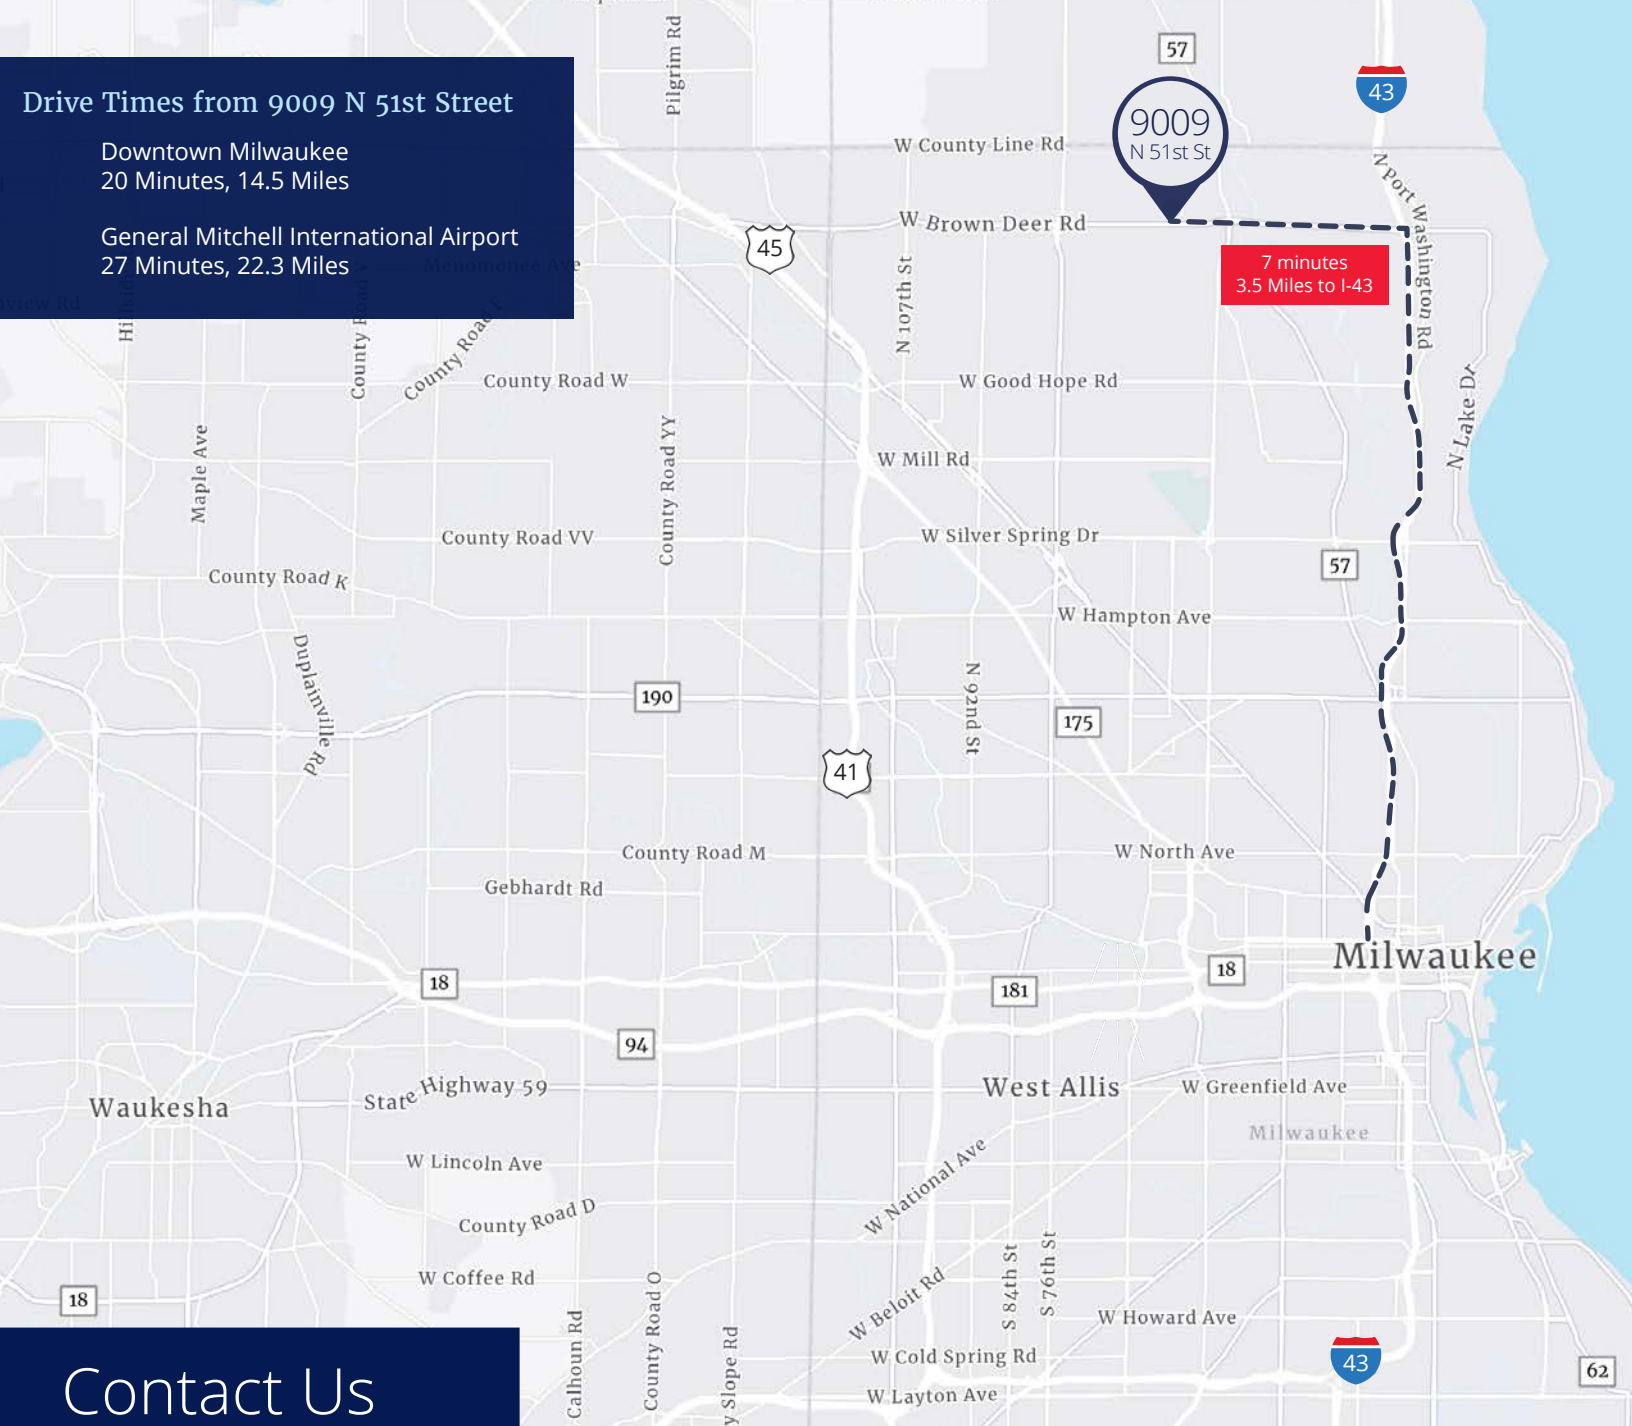 Drive Times from 9009 N 51st Street
Downtown Milwaukee
20 Minutes, 14.5 Miles
General Mitchell International Airport
27 Minutes, 22.3 Miles
Pilgrim Rd
57
43
9009
N 51st St
W County Line Rd
N Port Washington Rd
W Brown Deer Rd
45
7 minutes
3.5 Miles to I-43
Menomonee Ave
N 107th St
County Road W
W Good Hope Rd
N Lake Dr
Maple Ave
County Road YY
W Mill Rd
County Road VV
W Silver Spring Dr
57
County Road K
W Hampton Ave
Duplainville Rd
190
N 92nd St
175
41
County Road M
W North Ave
Gebhardt Rd
Milwaukee
18
181
18
94
State Highway 59
West Allis
W Greenfield Ave
Waukesha
Milwaukee
W Lincoln Ave
W National Ave
County Road D
W Coffee Rd
County Road O
W Beloit Rd
S 84th St
S 76th St
18
W Howard Ave
Calhoun Rd
Slope Rd
W Cold Spring Rd
43
62
W Layton Ave
Contact Us